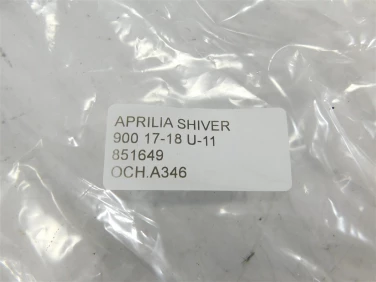 APRILIA SHIVER
900 17-18 U-11
851649
OCH.A346